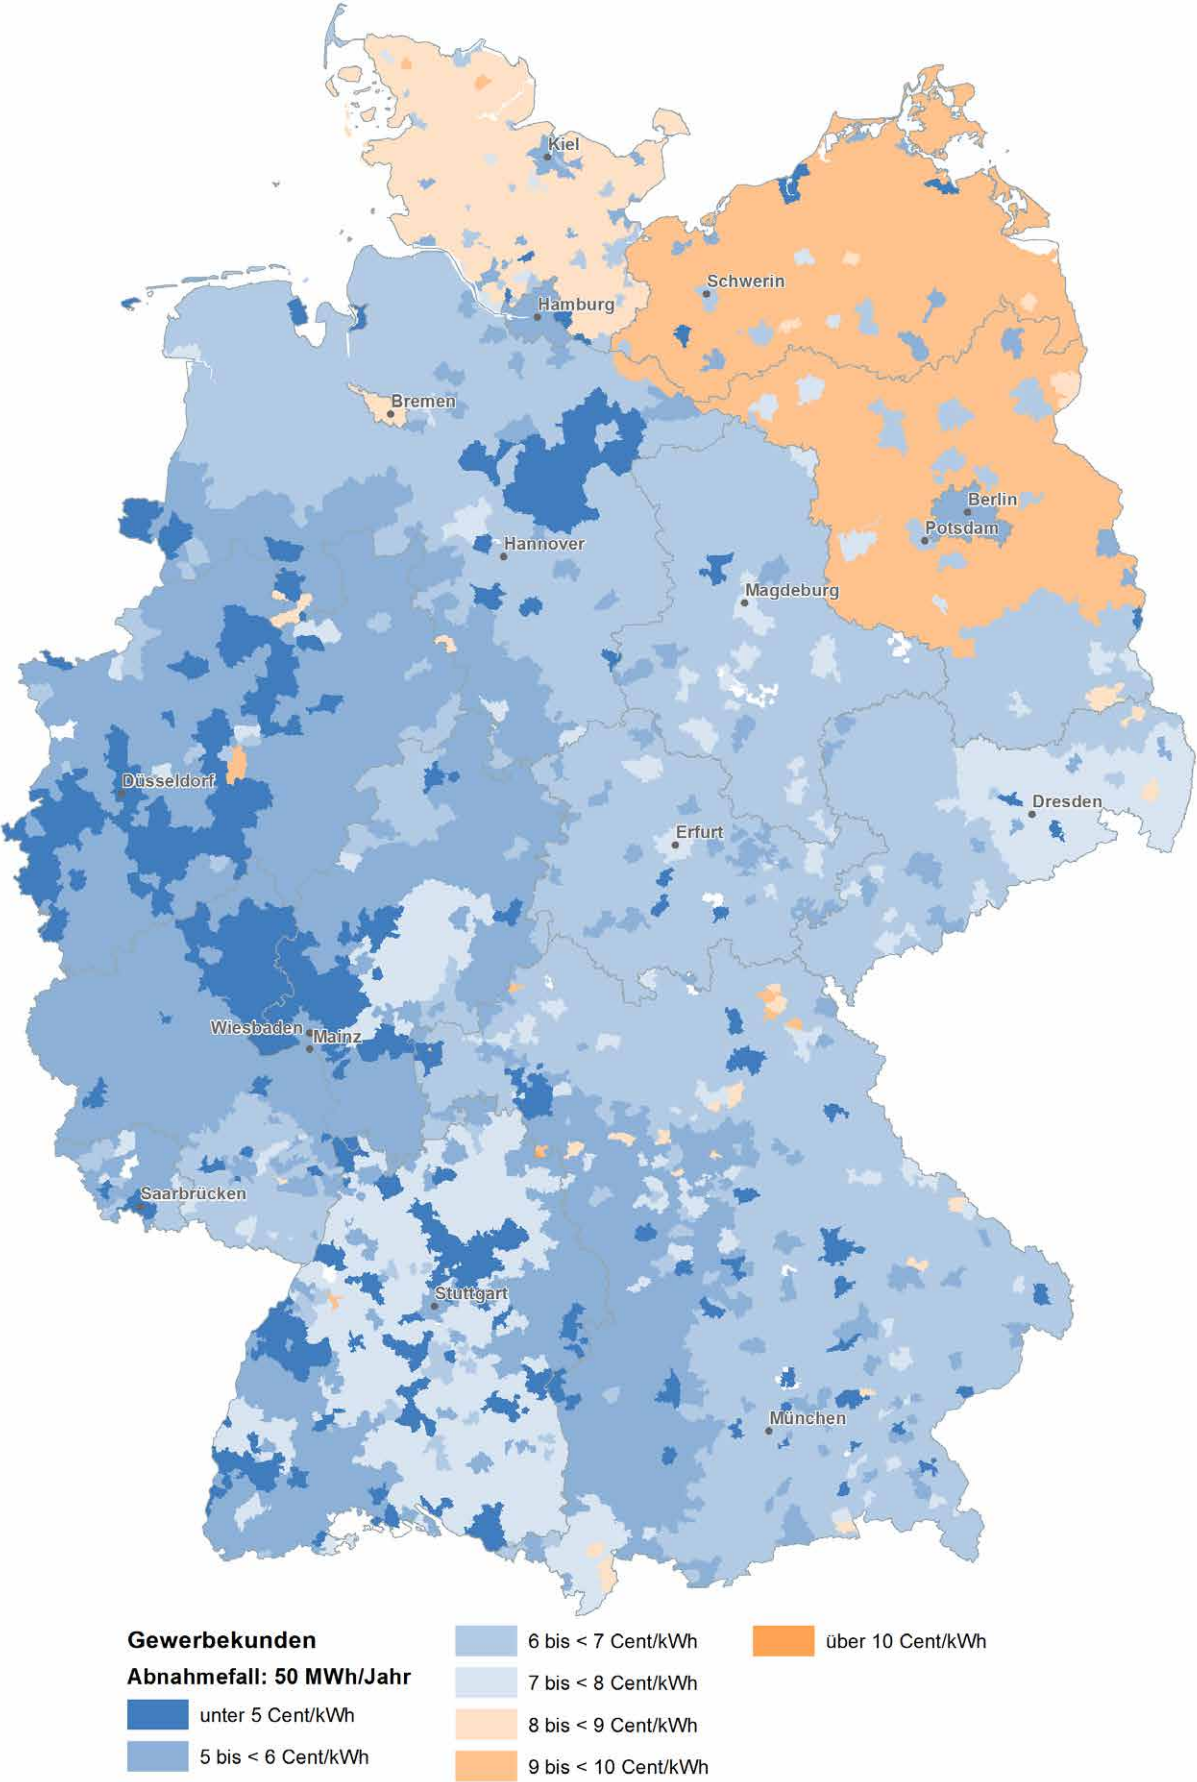 Kiel
Schwerin
Hamburg
Bremen
Berlin
Potsdam
Hannover
Magdeburg
Düsseldorf
Dresden
Erfurt
Wiesbaden
Mainz
Saarbrücken
Stuttgart
München
Gewerbekunden
Abnahmefall: 50 MWh/Jahr
unter 5 Cent/kWh
5 bis < 6 Cent/kWh
6 bis < 7 Cent/kWh
7 bis < 8 Cent/kWh
8 bis < 9 Cent/kWh
9 bis < 10 Cent/kWh
über 10 Cent/kWh